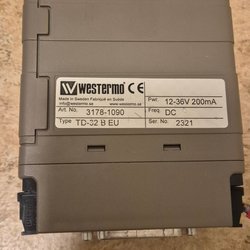 westermo CE
Made in Sweden Fabriqué en Suède
info@westermo.se www.westermo.se
Art. No. 3178-1090
Type TD-32 B EU
Pwr. 12-36V 200mA
Freq. DC
Ser. No. 2321